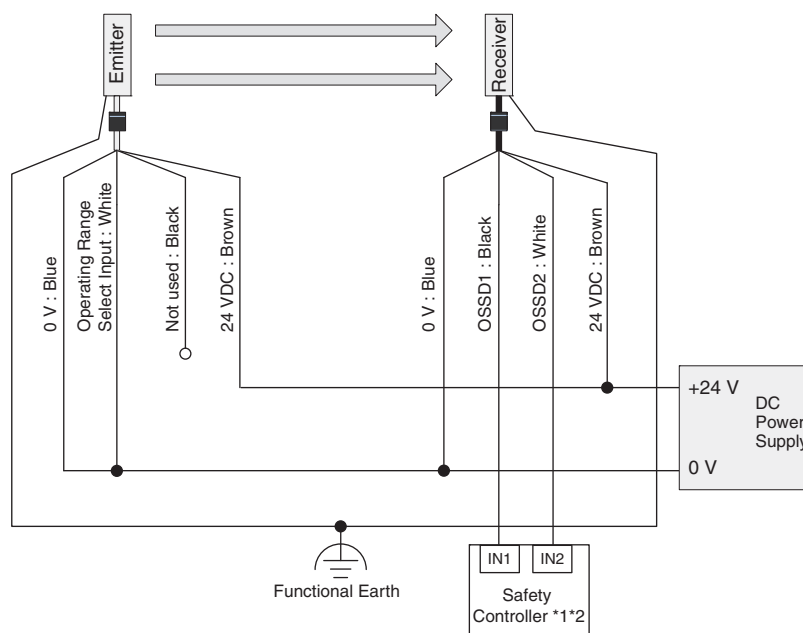 Emitter
Receiver
0 V : Blue
Operating Range
Select Input : White
Not used : Black
24 VDC : Brown
0 V : Blue
OSSD1 : Black
OSSD2 : White
24 VDC : Brown
+24 V
DC
Power
Supply
0 V
IN1
IN2
Functional Earth
Safety
Controller *1*2